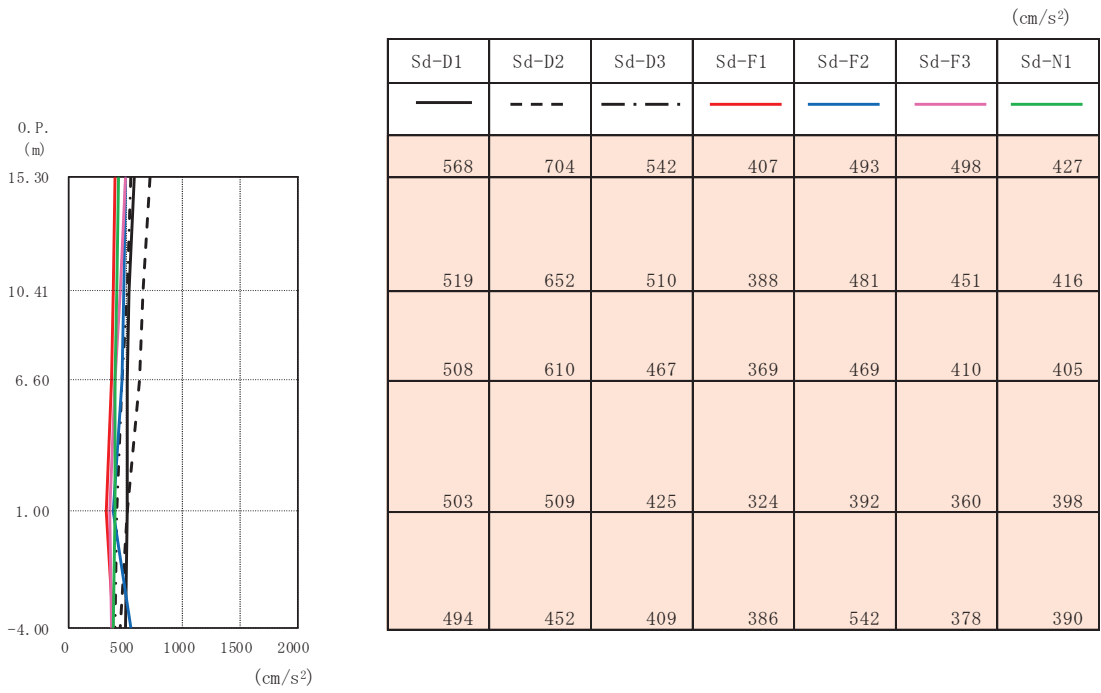 (cm/s²)
Sd-D1 Sd-D2 Sd-D3 Sd-F1 Sd-F2 Sd-F3 Sd-N1
O.P.
(m)
568 704 542 407 493 498 427
15.30
519 652 510 388 481 451 416
10.41
508 610 467 369 469 410 405
6.60
503 509 425 324 392 360 398
1.00
494 452 409 386 542 378 390
-4.00
0 500 1000 1500 2000
(cm/s²)